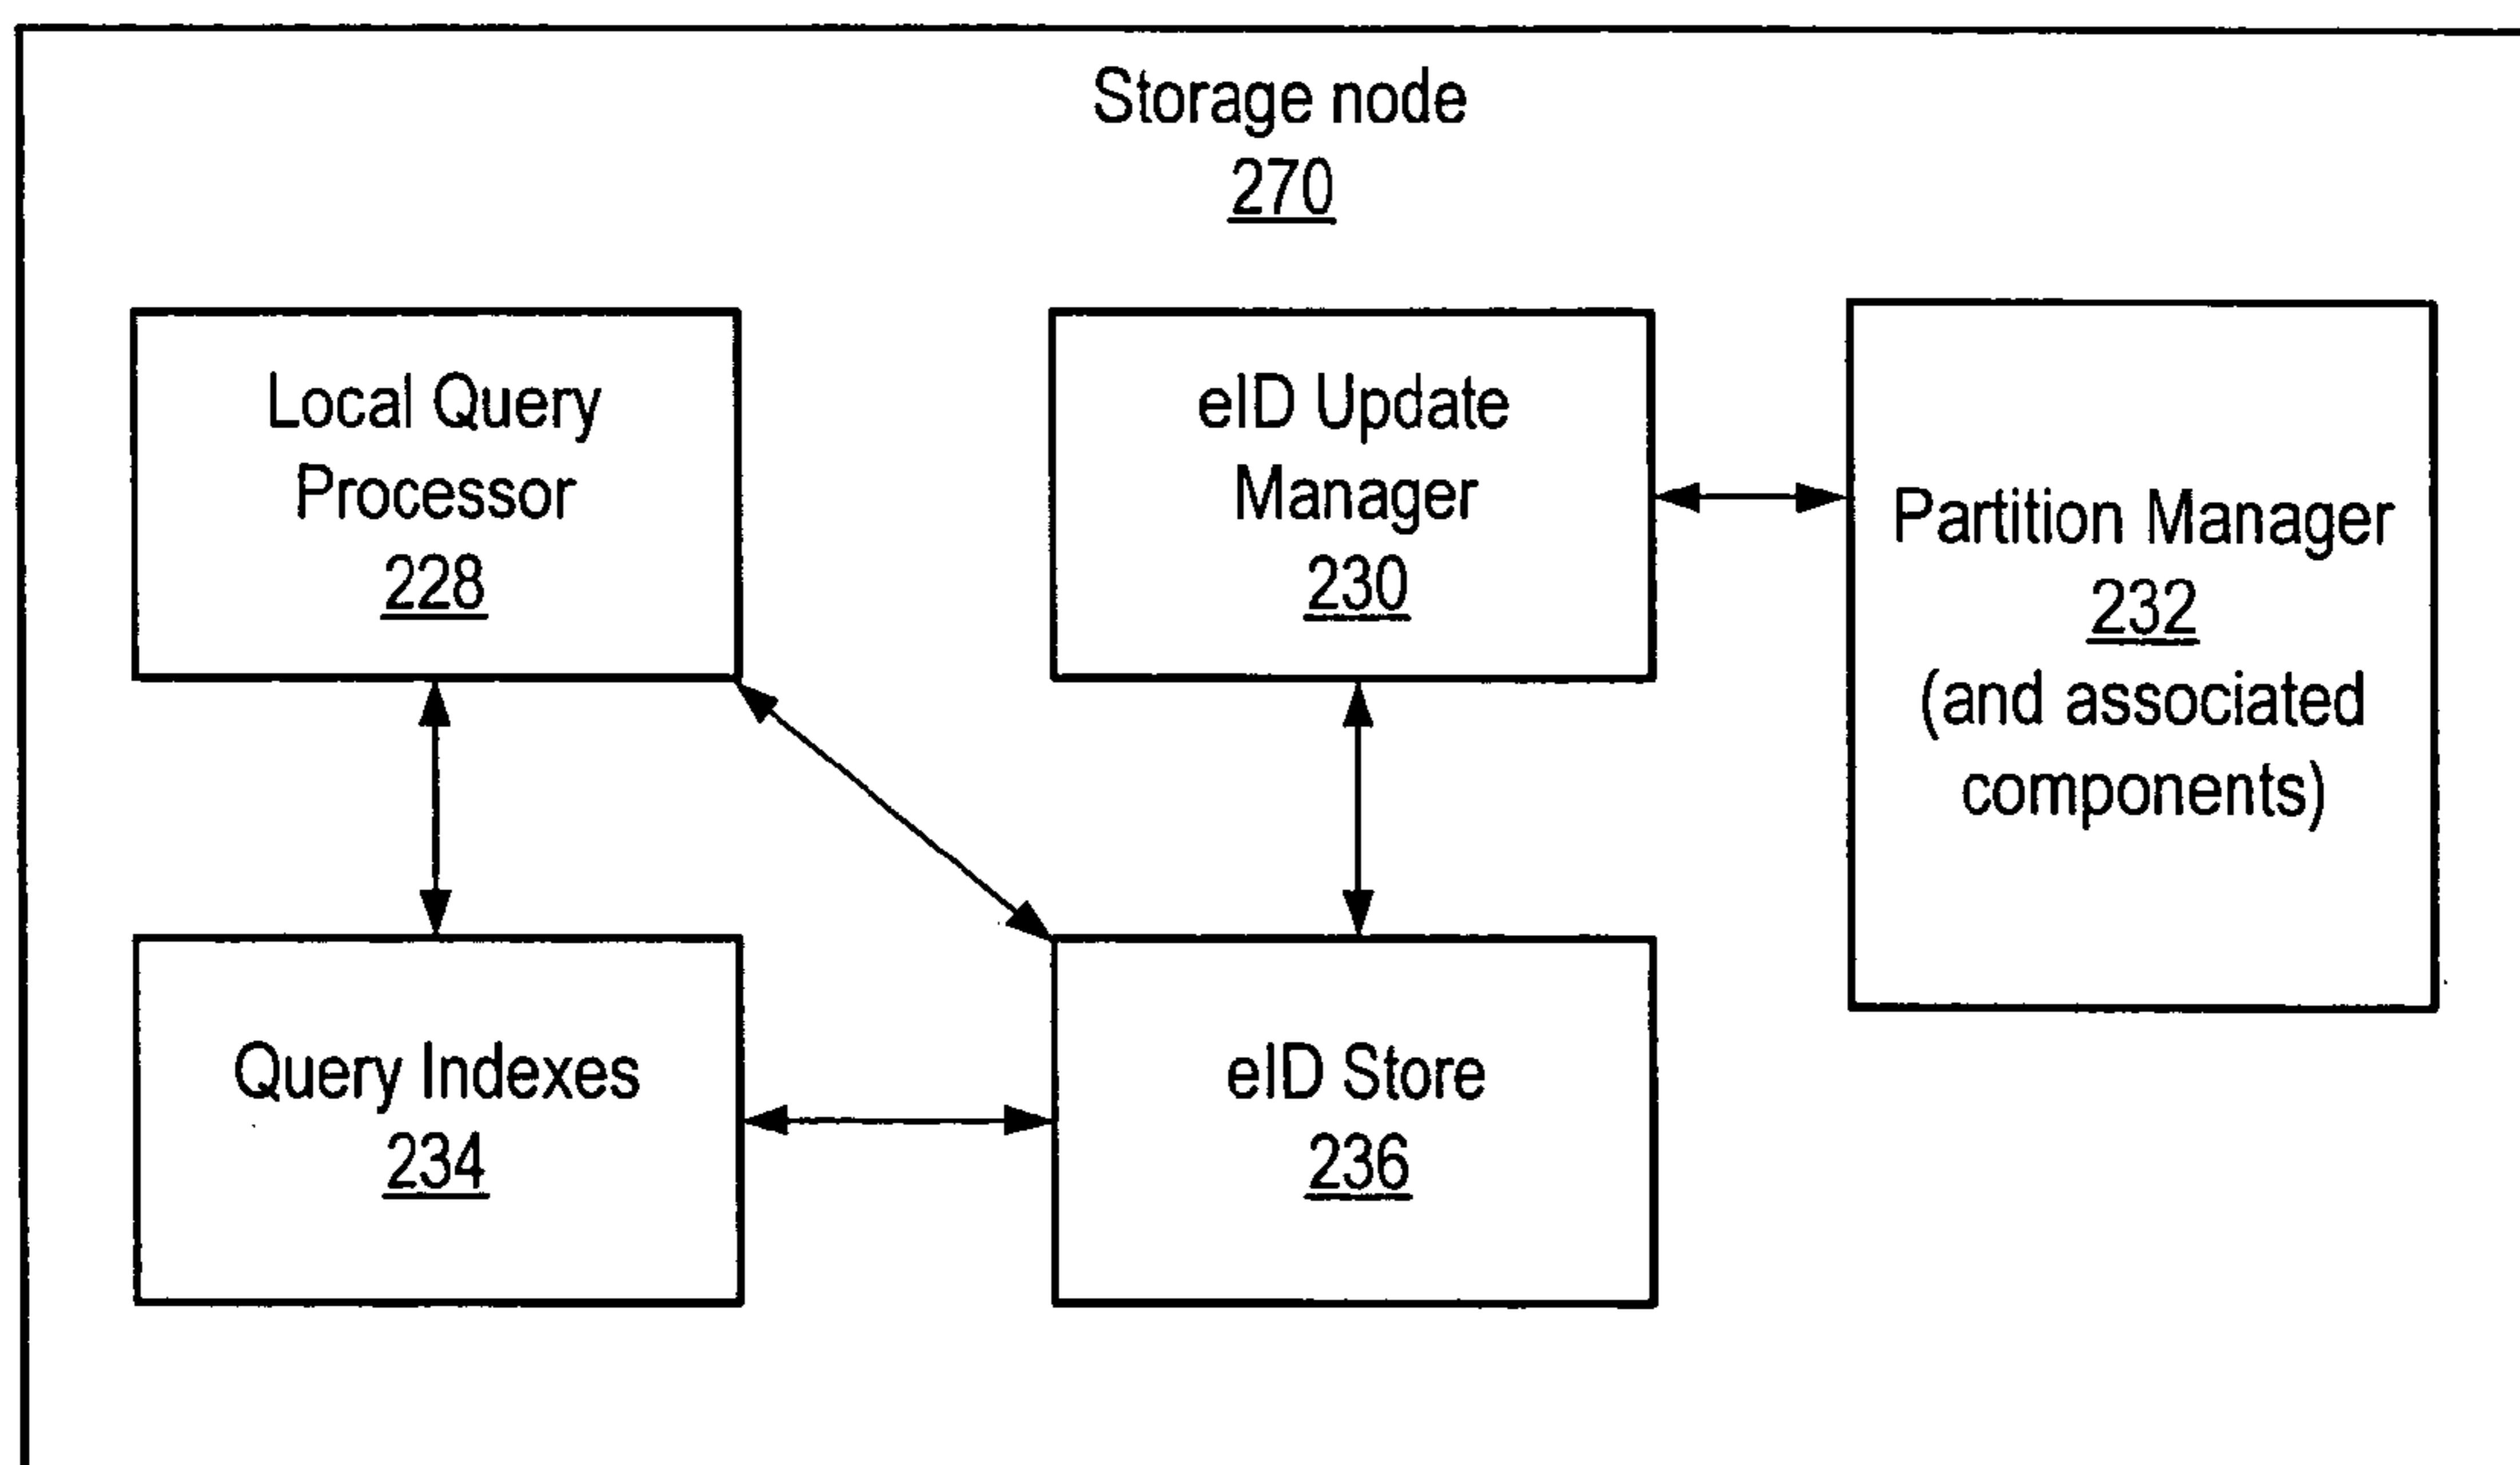 Storage node
270
Local Query
Processor
228
eID Update
Manager
230
Partition Manager
232
(and associated
components)
Query Indexes
234
eID Store
236